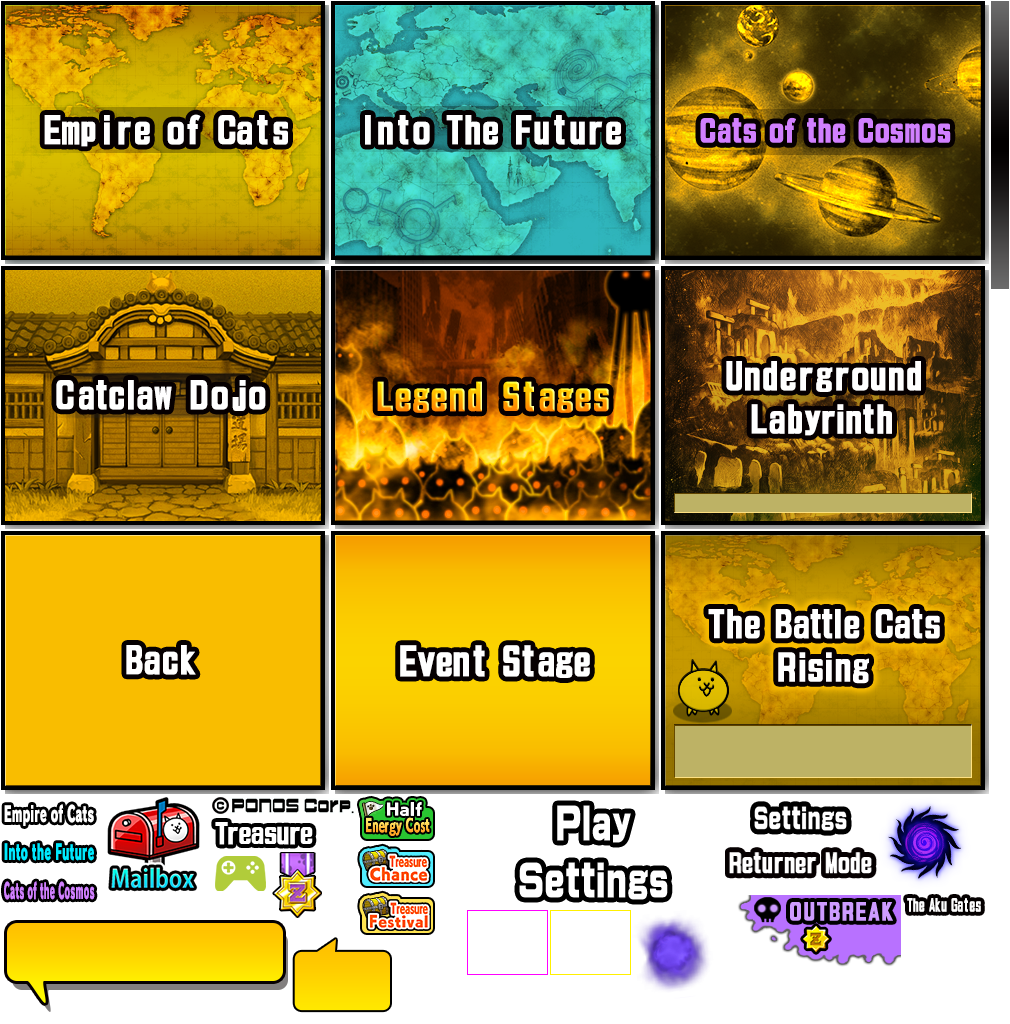 Empire of Cats
Into The Future
Cats of the Cosmos
Catclaw Dojo
Legend Stages
Underground
Labyrinth
Back
Event Stage
The Battle Cats
Rising
Empire of Cats
Into the Future
Cats of the Cosmos
Mailbox
© PONOS Corp.
Treasure
Z
Half
Energy Cost
Treasure
Chance
Treasure
Festival
Play
Settings
Settings
Returner Mode
OUTBREAK
Z
The Aku Gates